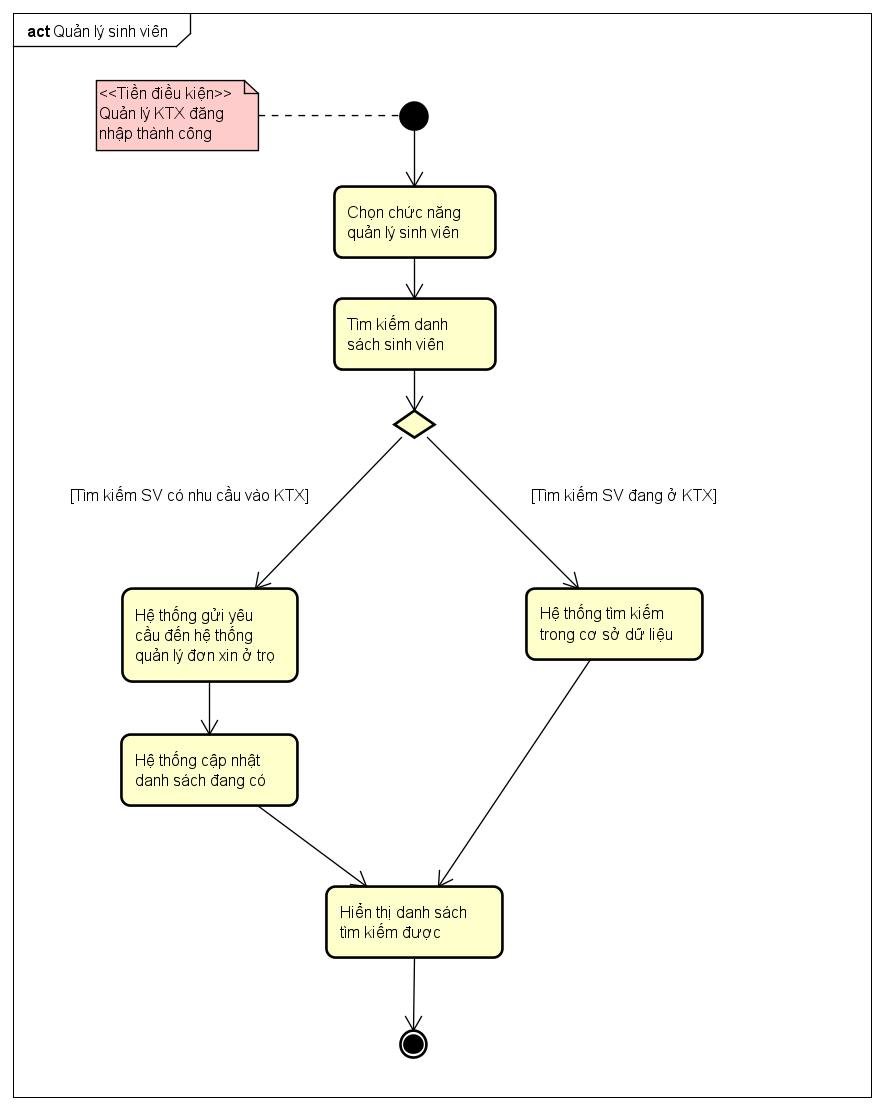 act Quản lý sinh viên
<<Tiền điều kiện>>
Quản lý KTX đăng
nhập thành công
Chọn chức năng
quản lý sinh viên
Tìm kiếm danh
sách sinh viên
[Tìm kiếm SV có nhu cầu vào KTX]
[Tìm kiếm SV đang ở KTX]
Hệ thống gửi yêu
cầu đến hệ thống
quản lý đơn xin ở trọ
Hệ thống tìm kiếm
trong cơ sở dữ liệu
Hệ thống cập nhật
danh sách đang có
Hiển thị danh sách
tìm kiếm được